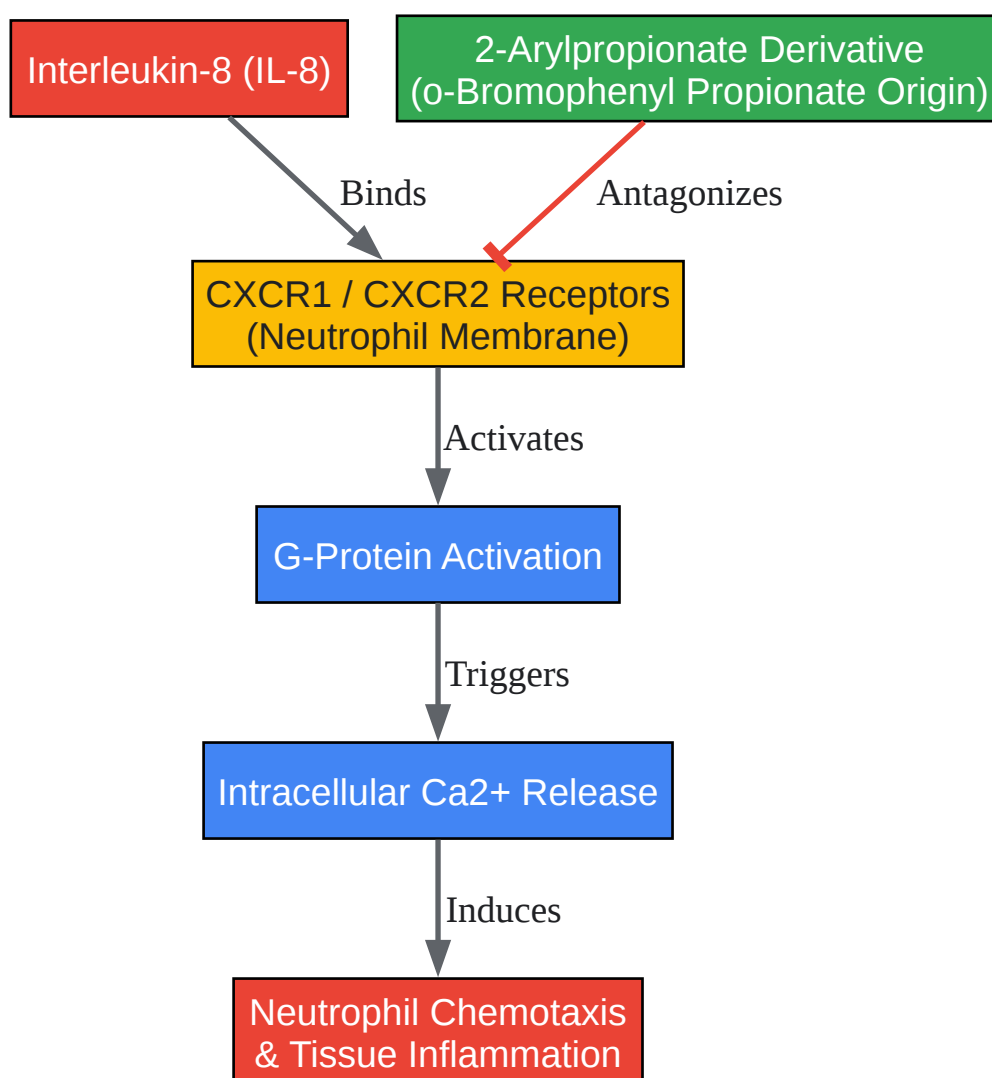 Interleukin-8 (IL-8)
2-Arylpropionate Derivative
(o-Bromophenyl Propionate Origin)
Binds
Antagonizes
CXCR1 / CXCR2 Receptors
(Neutrophil Membrane)
Activates
G-Protein Activation
Triggers
Intracellular Ca2+ Release
Induces
Neutrophil Chemotaxis
& Tissue Inflammation